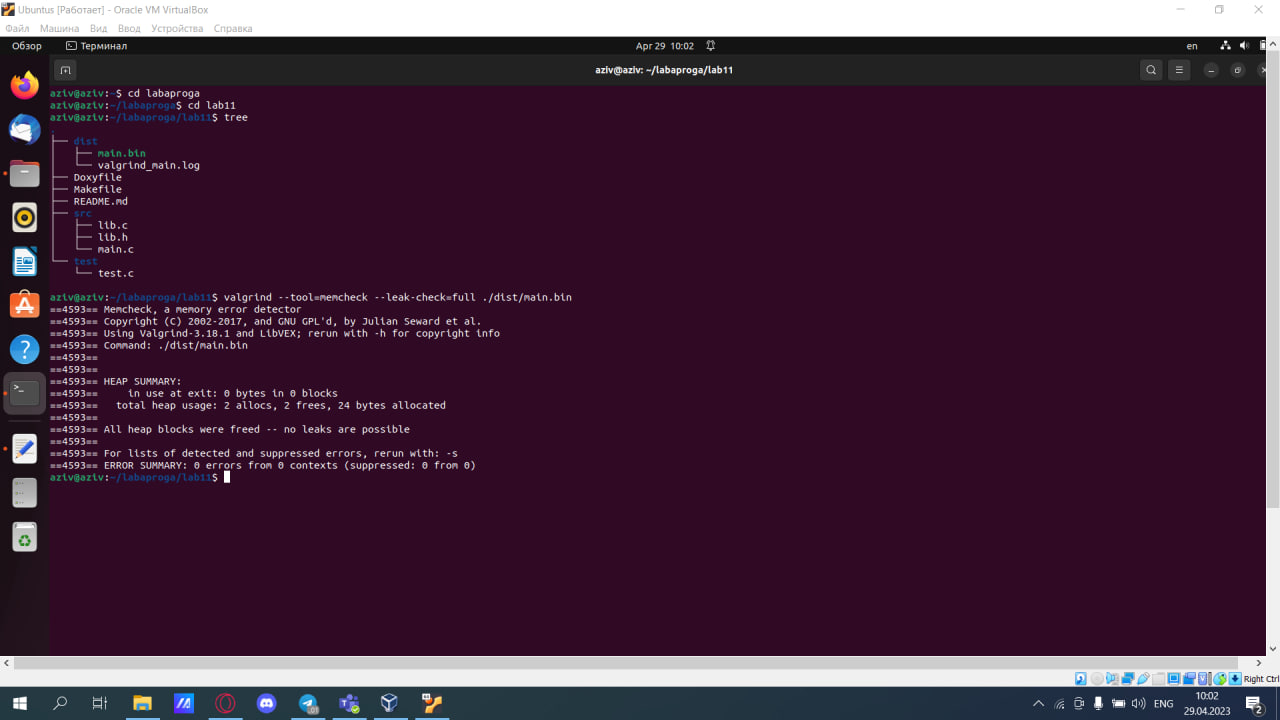 Ubuntus [Работает] - Oracle VM VirtualBox
Файл Машина Вид Ввод Устройства Справка
Обзор Терминал Apr 29 10:02 en
aziv@aziv: ~/labaproga/lab11
aziv@aziv:~$ cd labaproga
aziv@aziv:~/labaproga$ cd lab11
aziv@aziv:~/labaproga/lab11$ tree
.
├── dist
│   ├── main.bin
│   └── valgrind_main.log
├── Doxyfile
├── Makefile
├── README.md
├── src
│   ├── lib.c
│   ├── lib.h
│   └── main.c
└── test
    └── test.c
aziv@aziv:~/labaproga/lab11$ valgrind --tool=memcheck --leak-check=full ./dist/main.bin
==4593== Memcheck, a memory error detector
==4593== Copyright (C) 2002-2017, and GNU GPL'd, by Julian Seward et al.
==4593== Using Valgrind-3.18.1 and LibVEX; rerun with -h for copyright info
==4593== Command: ./dist/main.bin
==4593==
==4593==
==4593== HEAP SUMMARY:
==4593==     in use at exit: 0 bytes in 0 blocks
==4593==   total heap usage: 2 allocs, 2 frees, 24 bytes allocated
==4593==
==4593== All heap blocks were freed -- no leaks are possible
==4593==
==4593== For lists of detected and suppressed errors, rerun with: -s
==4593== ERROR SUMMARY: 0 errors from 0 contexts (suppressed: 0 from 0)
aziv@aziv:~/labaproga/lab11$
Right Ctrl
ENG
10:02
29.04.2023
2